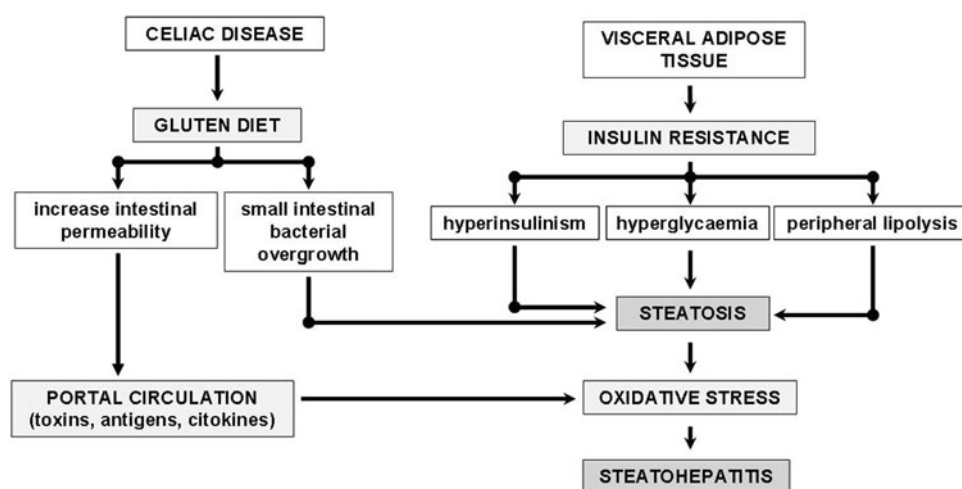 CELIAC DISEASE
VISCERAL ADIPOSE
TISSUE
GLUTEN DIET
INSULIN RESISTANCE
increase intestinal
permeability
small intestinal
bacterial
overgrowth
hyperinsulinism
hyperglycaemia
peripheral lipolysis
STEATOSIS
PORTAL CIRCULATION
(toxins, antigens, citokines)
OXIDATIVE STRESS
STEATOHEPATITIS